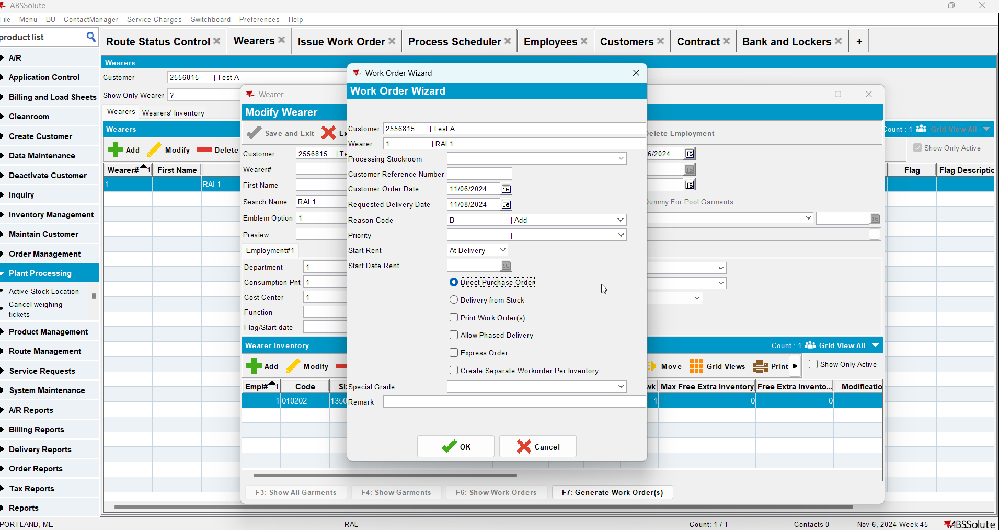 ABSSolute
File Menu BU ContactManager Service Charges Switchboard Preferences Help
product list
Route Status Control Wearers Issue Work Order Process Scheduler Employees Customers Contract Bank and Lockers +
A/R
Application Control
Billing and Load Sheets
Cleanroom
Create Customer
Data Maintenance
Deactivate Customer
Inquiry
Inventory Management
Maintain Customer
Order Management
Plant Processing
Active Stock Location
Cancel weighing
tickets
Product Management
Route Management
Service Requests
System Maintenance
A/R Reports
Billing Reports
Delivery Reports
Order Reports
Tax Reports
Reports
Wearers
Customer 2556815 | Test A
Show Only Wearer ?
Wearers Wearers' Inventory
Wearers
Count : 1 Grid View All
Add Modify Delete
Show Only Active
Wearer# 1 First Name
Flag Flag Descriptio
1 RAL1
Wearer
Modify Wearer
Save and Exit Ex
Delete Employment
Customer 2556815 | Te
6/2024 16
Wearer#
16
First Name
16
Search Name RAL1
Dummy For Pool Garments
Emblem Option 1
16
Preview
...
Employment#1
Department 1
Consumption Pnt 1
Cost Center 1
Function
Flag/Start date
Wearer Inventory
Count : 1 Grid View All
Add Modify
Move Grid Views Print
Show Only Active
Empl# 1 Code Si
wk Max Free Extra Inventory Free Extra Invento... Modificatio
1 010202 1350
1 0 0
F3: Show All Garments F4: Show Garments F6: Show Work Orders F7: Generate Work Order(s)
Work Order Wizard
Work Order Wizard
Customer 2556815 | Test A
Wearer 1 | RAL1
Processing Stockroom
Customer Reference Number
Customer Order Date 11/06/2024 16
Requested Delivery Date 11/08/2024 16
Reason Code B | Add
Priority - |
Start Rent At Delivery
Start Date Rent 16
Direct Purchase Order
Delivery from Stock
Print Work Order(s)
Allow Phased Delivery
Express Order
Create Separate Workorder Per Inventory
Special Grade
Remark
OK Cancel
PORTLAND, ME - - RAL Count: 1 / 1 Contacts 0 Nov 6, 2024 Week 45 ABSSolute